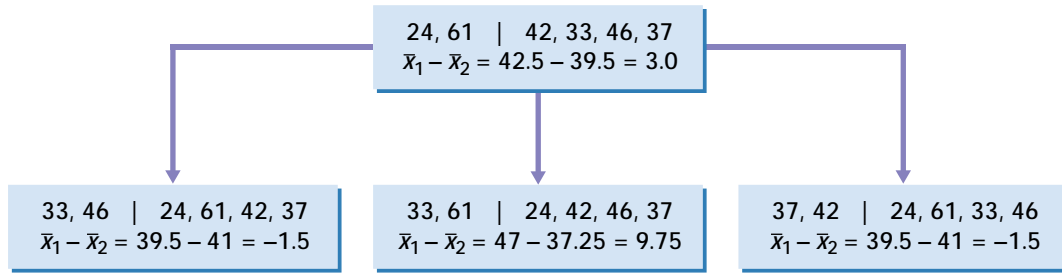 24, 61 | 42, 33, 46, 37
x̄₁ – x̄₂ = 42.5 – 39.5 = 3.0
33, 46 | 24, 61, 42, 37
x̄₁ – x̄₂ = 39.5 – 41 = –1.5
33, 61 | 24, 42, 46, 37
x̄₁ – x̄₂ = 47 – 37.25 = 9.75
37, 42 | 24, 61, 33, 46
x̄₁ – x̄₂ = 39.5 – 41 = –1.5